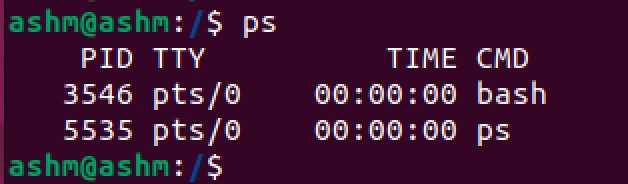 ashm@ashm:/$ ps
    PID TTY          TIME CMD
   3546 pts/0    00:00:00 bash
   5535 pts/0    00:00:00 ps
ashm@ashm:/$